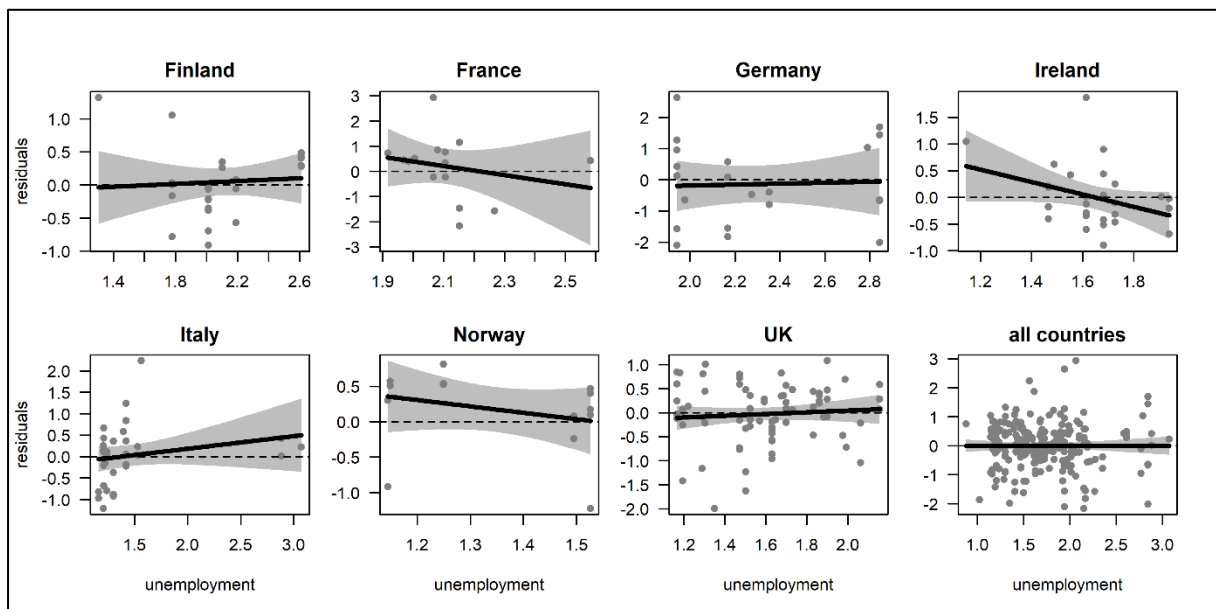 Finland
residuals
1.0
0.5
0.0
-0.5
-1.0
1.4 1.8 2.2 2.6
France
3
2
1
0
-1
-2
-3
1.9 2.1 2.3 2.5
Germany
2
1
0
-1
-2
2.0 2.2 2.4 2.6 2.8
Ireland
1.5
1.0
0.5
0.0
-0.5
-1.0
1.2 1.4 1.6 1.8
Italy
residuals
2.0
1.5
1.0
0.5
0.0
-0.5
-1.0
1.5 2.0 2.5 3.0
unemployment
Norway
0.5
0.0
-1.0
1.2 1.3 1.4 1.5
unemployment
UK
1.0
0.5
0.0
-0.5
-1.0
-1.5
-2.0
1.2 1.4 1.6 1.8 2.0
unemployment
all countries
3
2
1
0
-2
1.0 1.5 2.0 2.5 3.0
unemployment